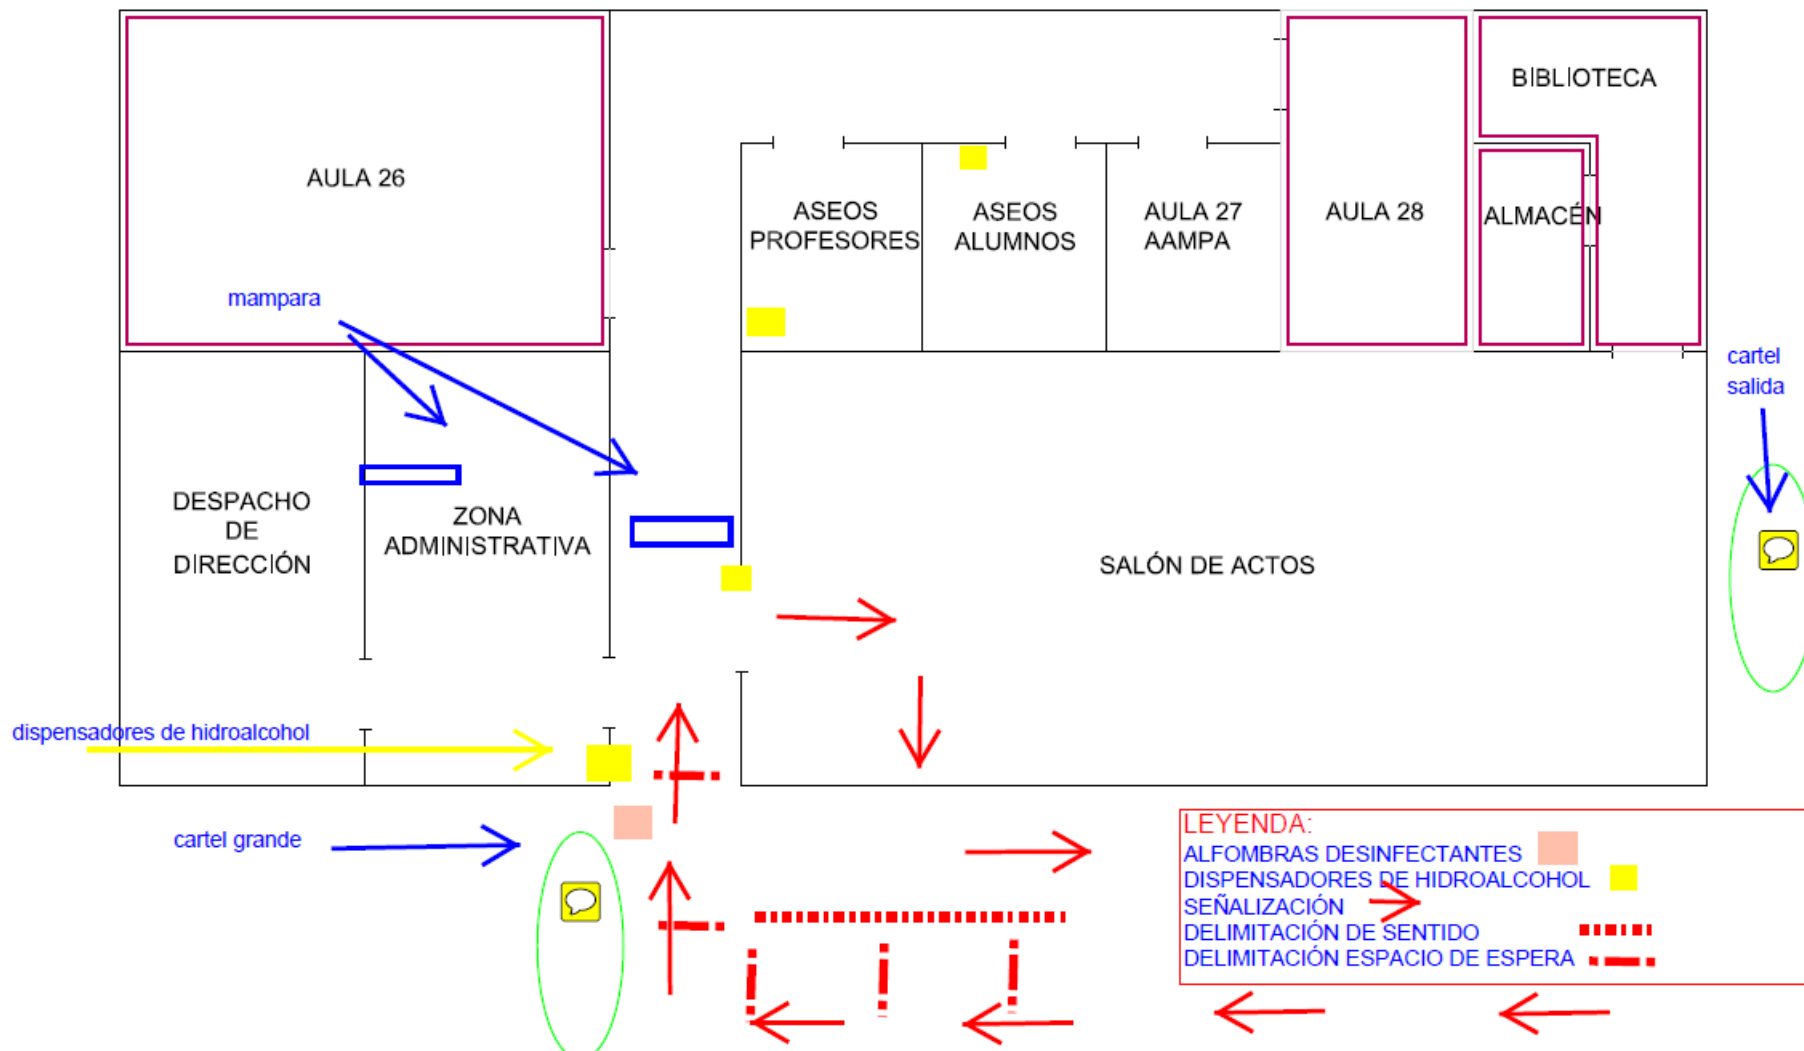 BIBLIOTECA
AULA 26
ASEOS
PROFESORES
ASEOS
ALUMNOS
AULA 27
AAMPA
AULA 28
ALMACÉN
mampara
cartel
salida
DESPACHO
DE
DIRECCIÓN
ZONA
ADMINISTRATIVA
SALÓN DE ACTOS
dispensadores de hidroalcohol
cartel grande
LEYENDA:
ALFOMBRAS DESINFECTANTES
DISPENSADORES DE HIDROALCOHOL
SEÑALIZACIÓN
DELIMITACIÓN DE SENTIDO
DELIMITACIÓN ESPACIO DE ESPERA